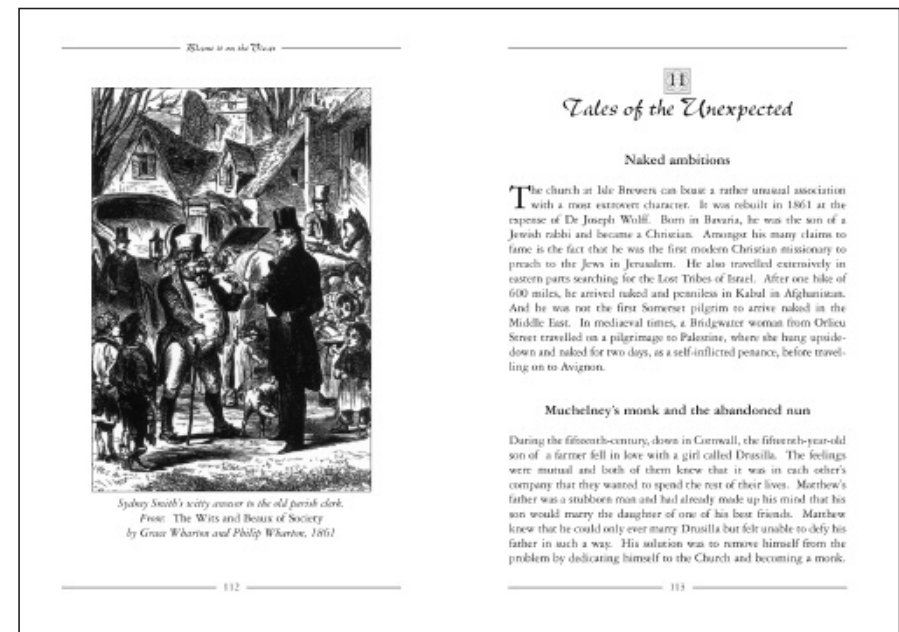 Blame it on the Vicar
Sydney Smith's witty answer to the old parish clerk.
From: The Wits and Beaux of Society
by Grace Wharton and Philip Wharton, 1861
112
11
Tales of the Unexpected
Naked ambitions
The church at Isle Brewers can boast a rather unusual association
with a most extrovert character. It was rebuilt in 1861 at the
expense of Dr Joseph Wolff. Born in Bavaria, he was the son of a
Jewish rabbi and became a Christian. Amongst his many claims to
fame is the fact that he was the first modern Christian missionary to
preach to the Jews in Jerusalem. He also travelled extensively in
eastern parts searching for the Lost Tribes of Israel. After one hike of
600 miles, he arrived naked and penniless in Kabul in Afghanistan.
And he was not the first Somerset pilgrim to arrive naked in the
Middle East. In mediaeval times, a Bridgwater woman from Orlieu
Street travelled on a pilgrimage to Palestine, where she hung upside-
down and naked for two days, as a self-inflicted penance, before travel-
ling on to Avignon.
Muchelney's monk and the abandoned nun
During the fifteenth-century, down in Cornwall, the fifteenth-year-old
son of a farmer fell in love with a girl called Drusilla. The feelings
were mutual and both of them knew that it was in each other's
company that they wanted to spend the rest of their lives. Matthew's
father was a stubborn man and had already made up his mind that his
son would marry the daughter of one of his best friends. Matthew
knew that he could only ever marry Drusilla but felt unable to defy his
father in such a way. His solution was to remove himself from the
problem by dedicating himself to the Church and becoming a monk.
113